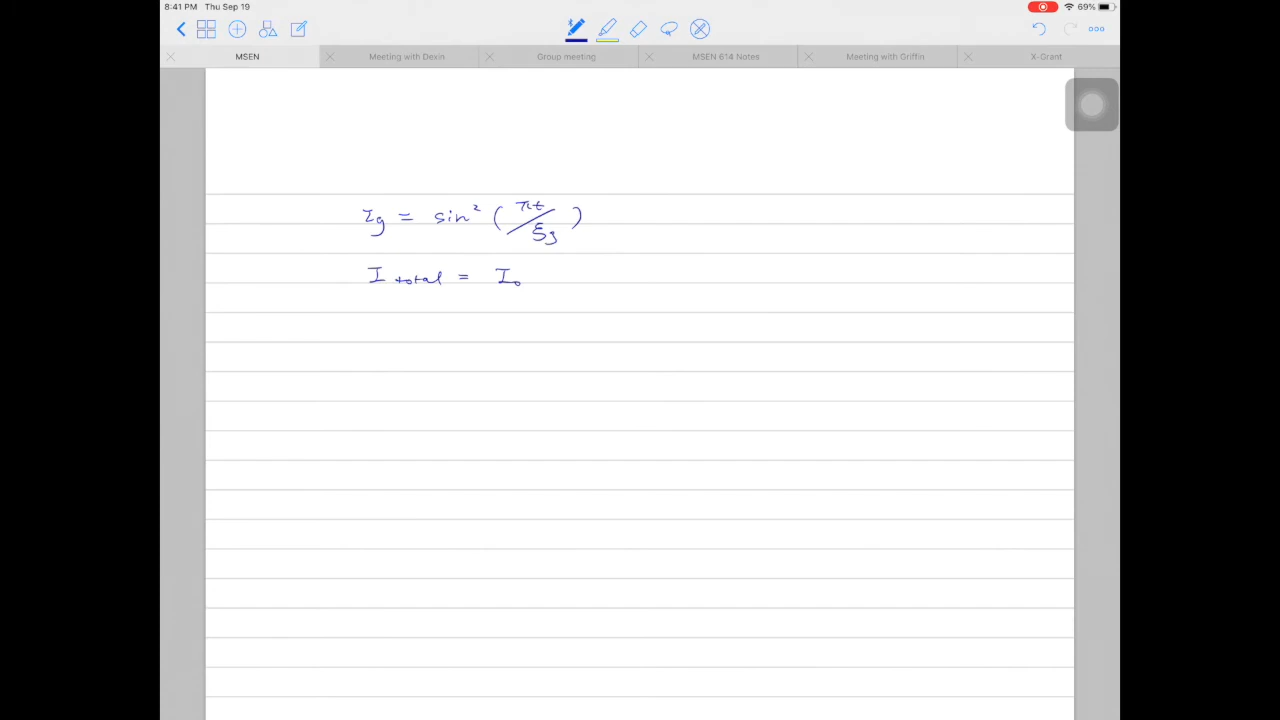 8:41 PM Thu Sep 19
69%
MSEN
Meeting with Dexin
Group meeting
MSEN 614 Notes
Meeting with Griffin
X-Grant
Ig = sin² (πt/ξg)
I total = I₀